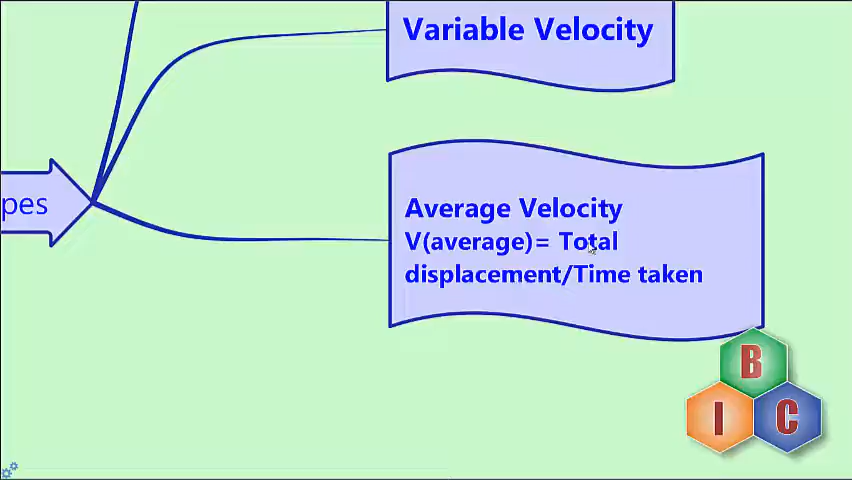 Variable Velocity
pes
Average Velocity
V(average)= Total
displacement/Time taken
B
I C